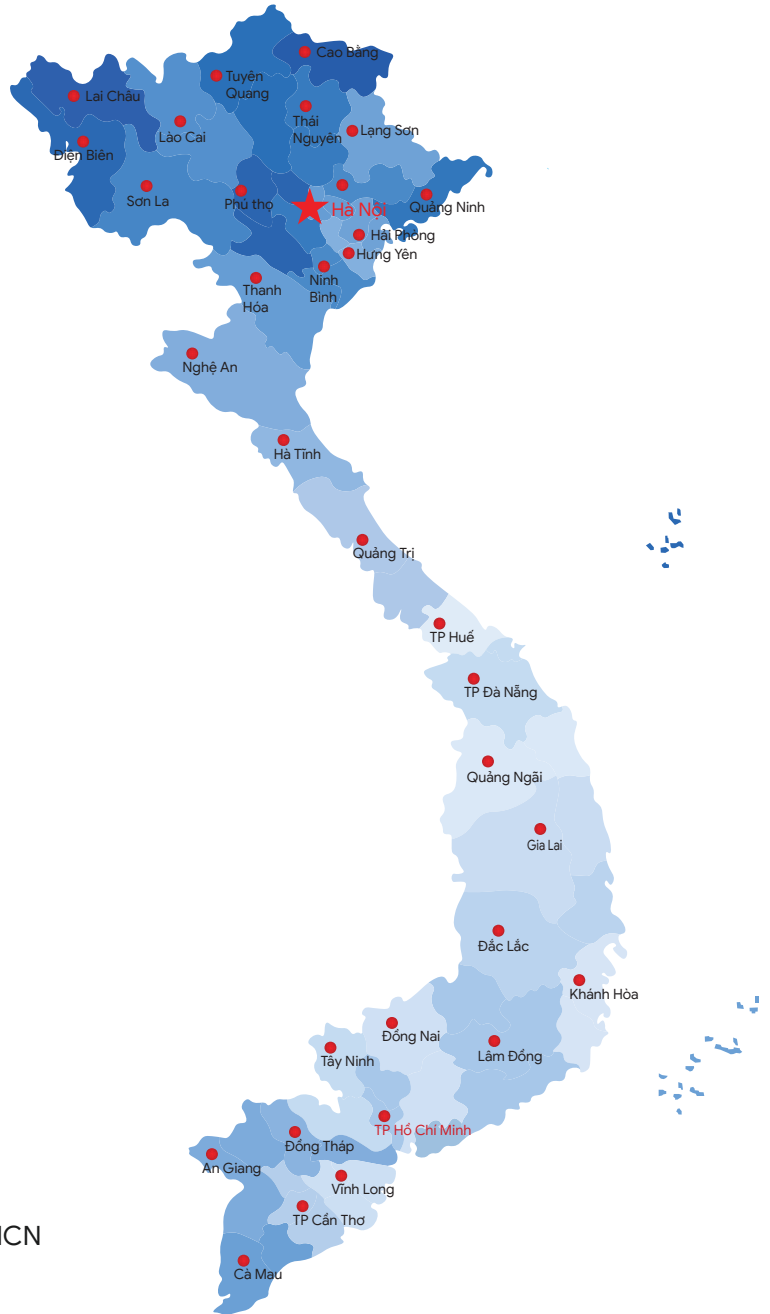 Cao Bằng
Tuyên
Quang
Lai Châu
Thái
Nguyên
Lạng Sơn
Lào Cai
Điện Biên
Sơn La
Phú thọ
Hà Nội
Quảng Ninh
Hải Phòng
Hưng Yên
Ninh
Bình
Thanh
Hóa
Nghệ An
Hà Tĩnh
Quảng Trị
TP Huế
TP Đà Nẵng
Quảng Ngãi
Gia Lai
Đắc Lắc
Khánh Hòa
Đồng Nai
Tây Ninh
Lâm Đồng
TP Hồ Chí Minh
Đồng Tháp
An Giang
Vĩnh Long
TP Cần Thơ
Cà Mau